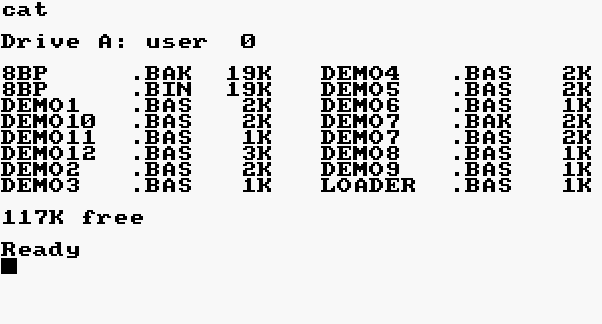 cat
Drive A: user  0
8BP     .BAK  19K   DEMO4   .BAS   2K
8BP     .BIN  19K   DEMO5   .BAS   2K
DEMO1   .BAS   2K   DEMO6   .BAS   1K
DEMO10  .BAS   2K   DEMO7   .BAK   2K
DEMO11  .BAS   1K   DEMO7   .BAS   2K
DEMO12  .BAS   3K   DEMO8   .BAS   1K
DEMO2   .BAS   2K   DEMO9   .BAS   1K
DEMO3   .BAS   1K   LOADER  .BAS   1K
117K free
Ready